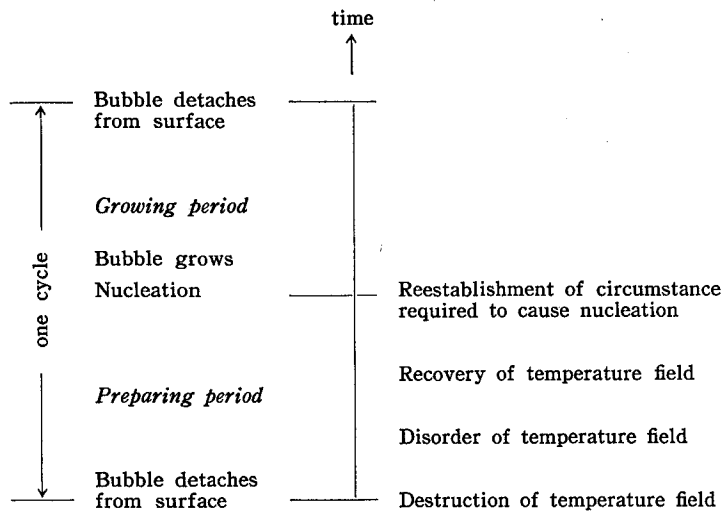 time
Bubble detaches
from surface
Growing period
Bubble grows
one cycle
Nucleation
Reestablishment of circumstance
required to cause nucleation
Recovery of temperature field
Preparing period
Disorder of temperature field
Bubble detaches
from surface
Destruction of temperature field